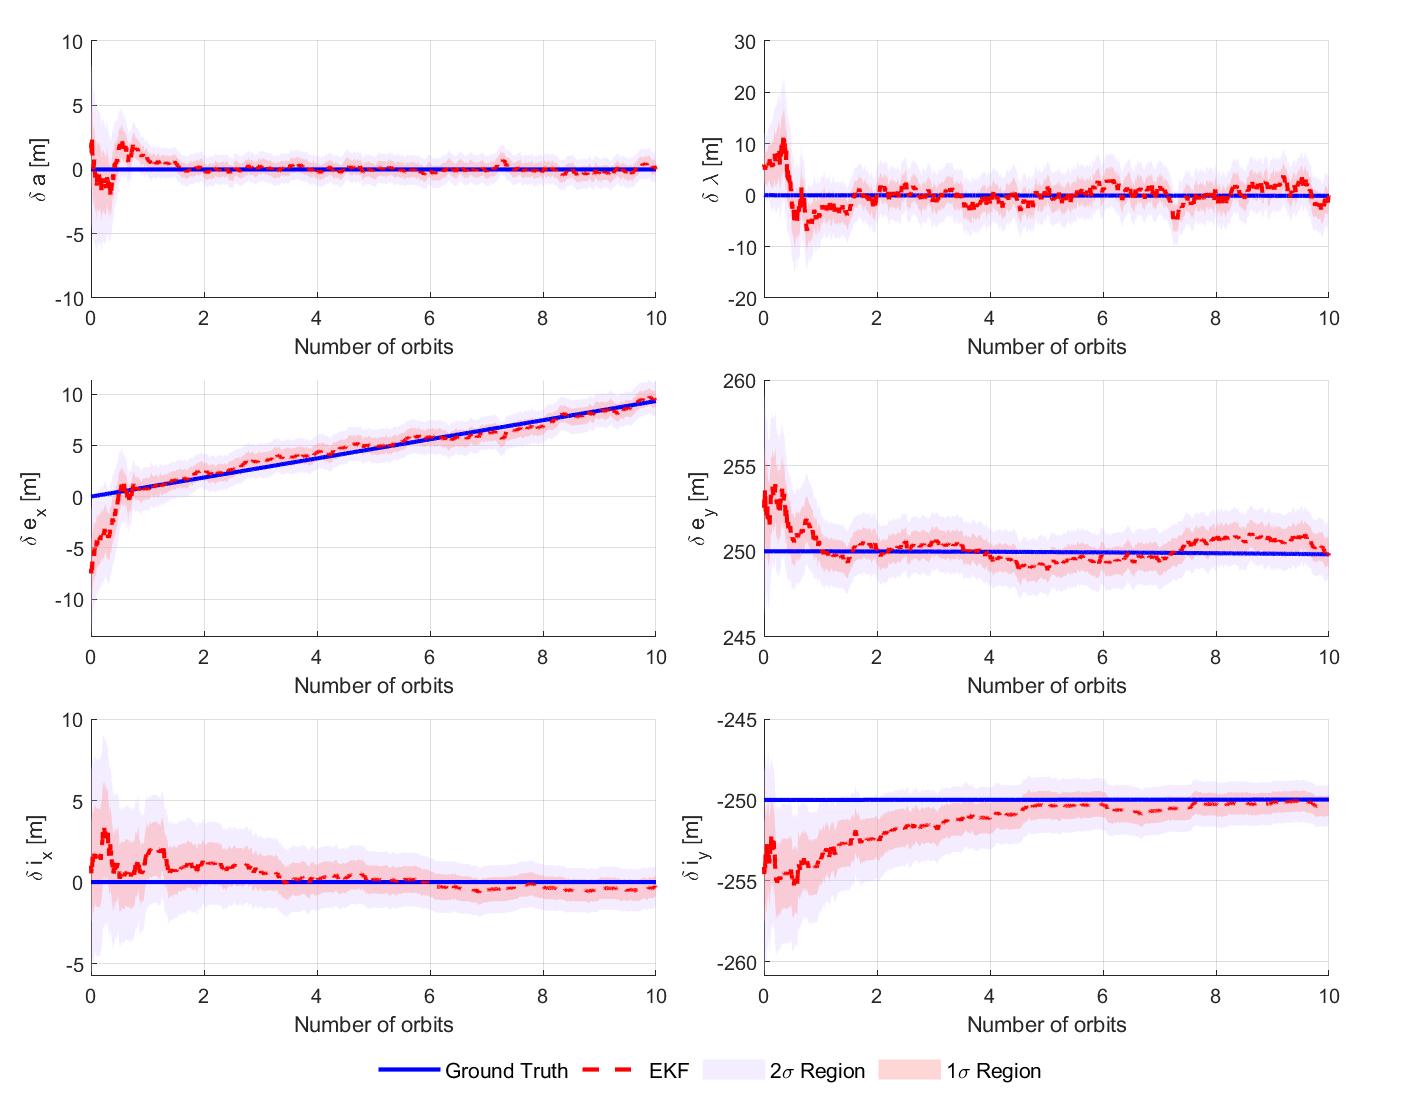 10
5
0
-5
-10
δ a [m]
0 2 4 6 8 10
Number of orbits
30
20
10
0
-10
-20
δ λ [m]
0 2 4 6 8 10
Number of orbits
10
5
0
-5
-10
δ e_x [m]
0 2 4 6 8 10
Number of orbits
260
255
250
245
δ e_y [m]
0 2 4 6 8 10
Number of orbits
10
5
0
-5
δ i_x [m]
0 2 4 6 8 10
Number of orbits
-245
-250
-255
-260
δ i_y [m]
0 2 4 6 8 10
Number of orbits
Ground Truth EKF 2σ Region 1σ Region